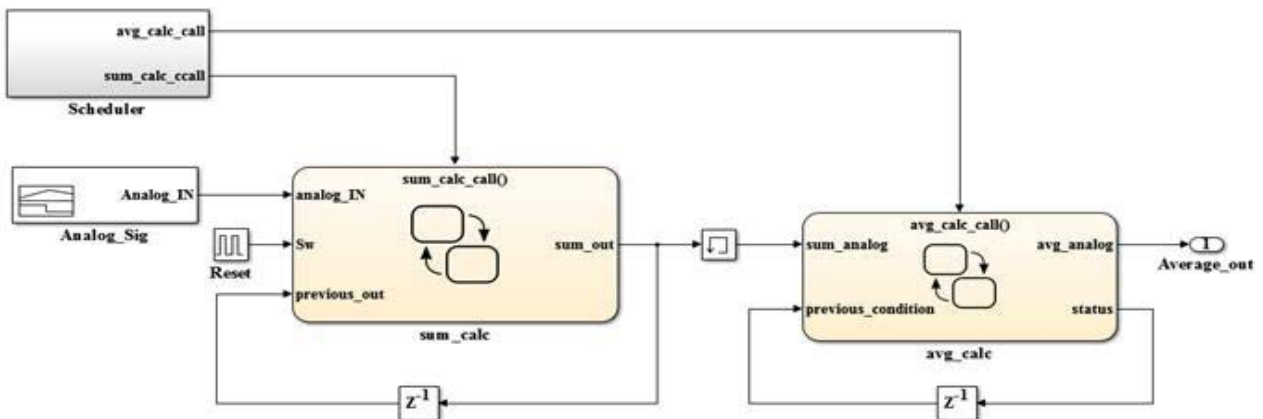 avg_calc_call
sum_calc_ccall
Scheduler
Analog_IN
Analog_Sig
Reset
sum_calc_call()
analog_IN
Sw
sum_out
previous_out
sum_calc
Z-1
avg_calc_call()
sum_analog
avg_analog
previous_condition
status
avg_calc
Z-1
1
Average_out